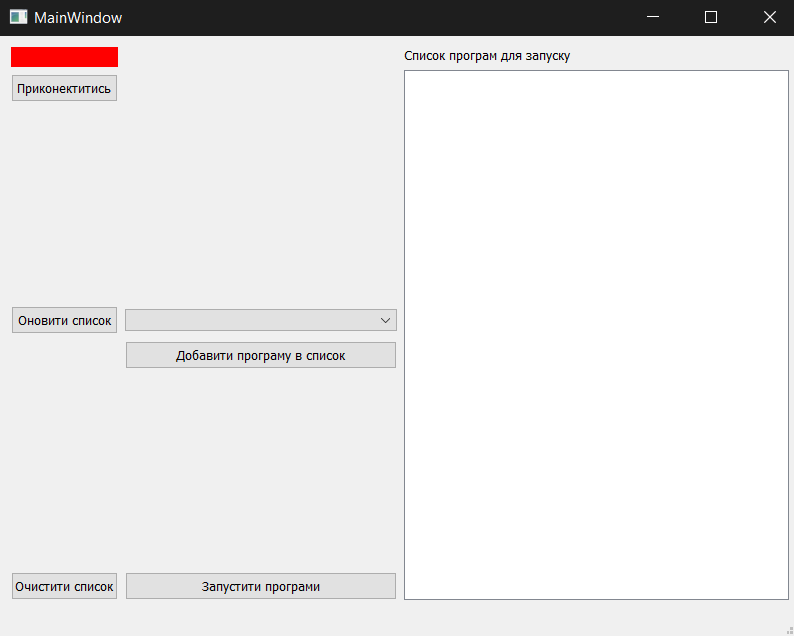 MainWindow
Список програм для запуску
Приконектитись
Оновити список
Добавити програму в список
Очистити список
Запустити програми